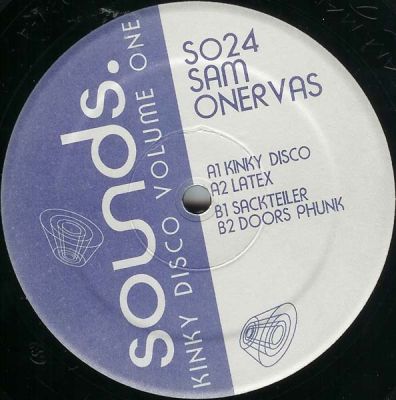 sounds.
KINKY DISCO VOLUME ONE
SO24
SAM
ONERVAS
A1 KINKY DISCO
A2 LATEX
B1 SACKTEILER
B2 DOORS PHUNK